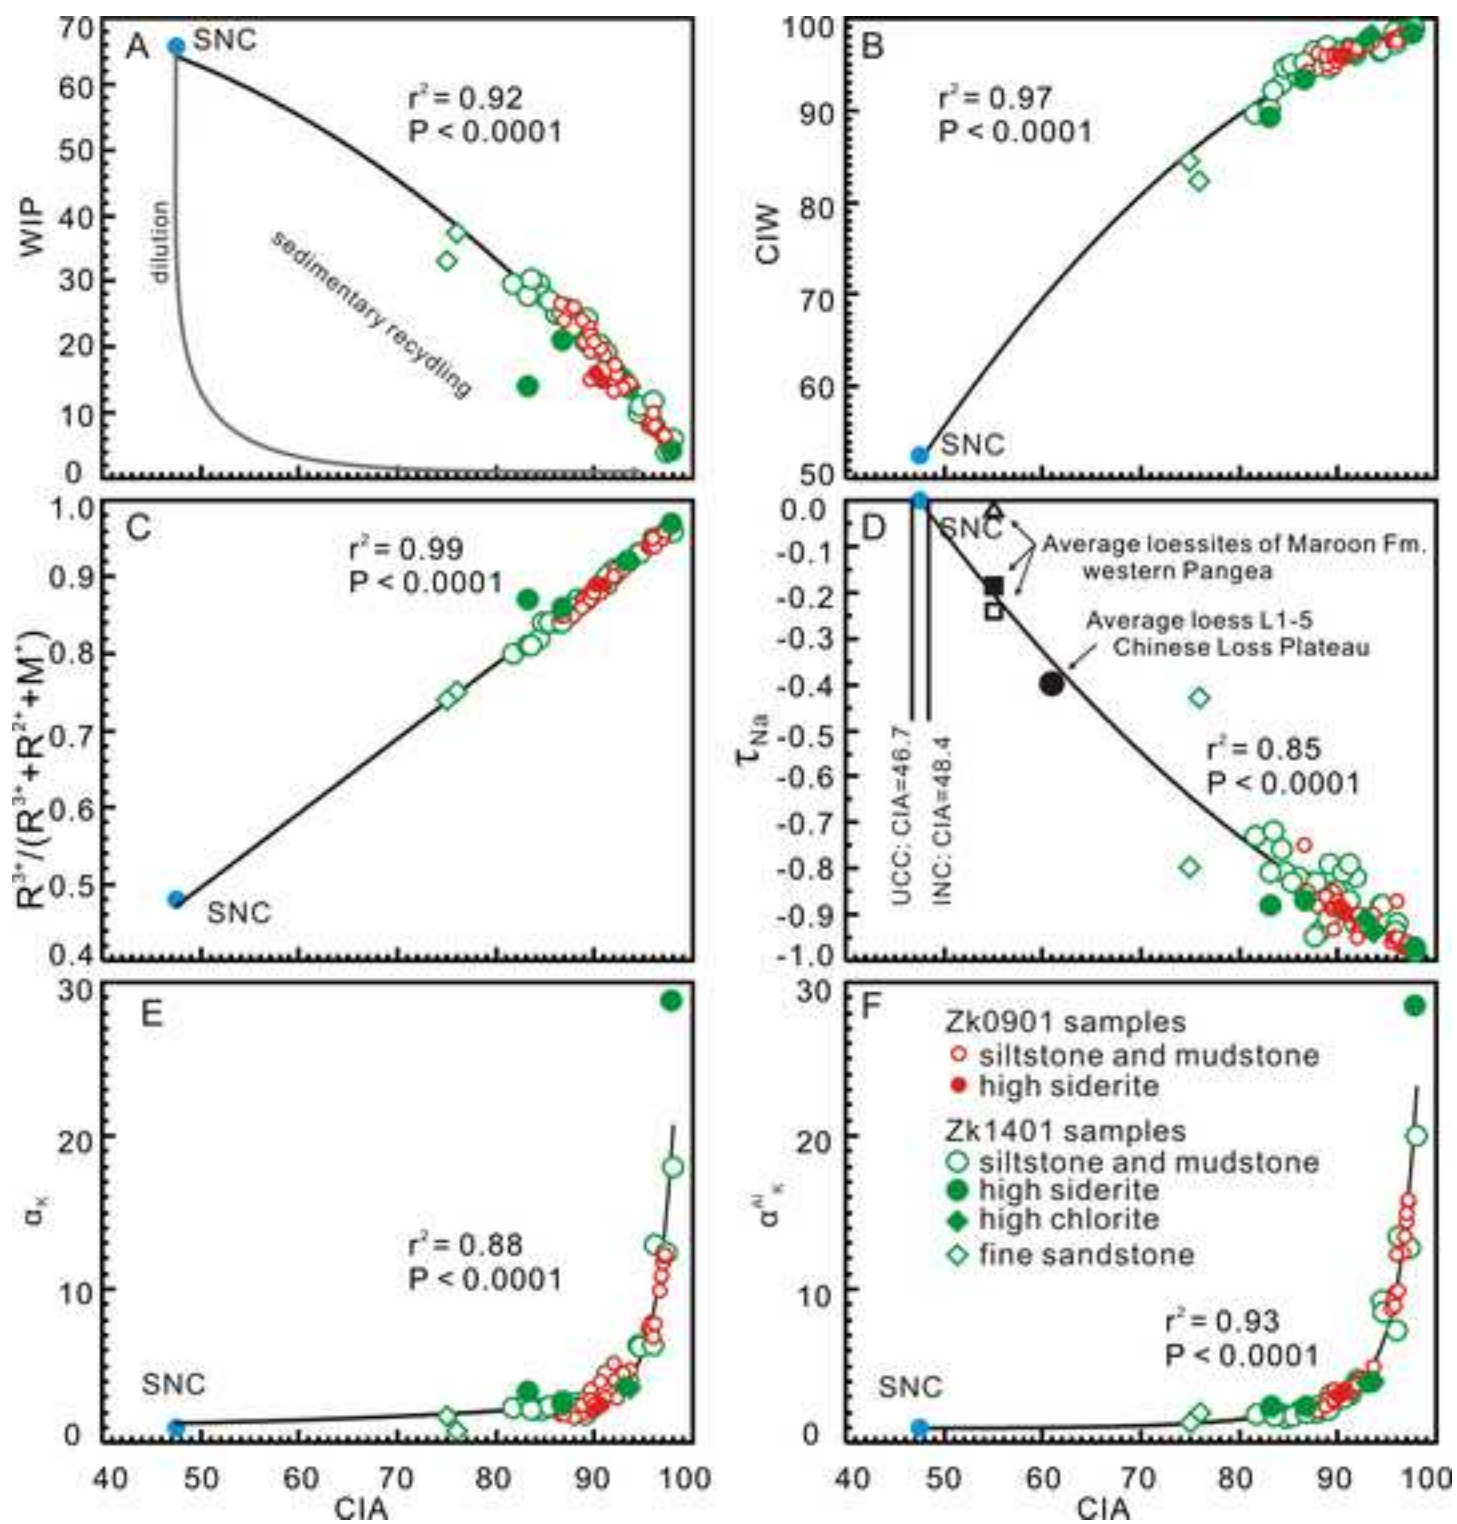 70
60
50
40
30
20
10
0
WIP
A
SNC
r² = 0.92
P < 0.0001
dilution
sedimentary recydling
100
90
80
70
60
50
CIW
B
r² = 0.97
P < 0.0001
SNC
1.0
0.9
0.8
0.7
0.6
0.5
0.4
R³⁺/(R³⁺+R²⁺+M⁺)
C
r² = 0.99
P < 0.0001
SNC
0.0
-0.1
-0.2
-0.3
-0.4
-0.5
-0.6
-0.7
-0.8
-0.9
-1.0
τNa
D
SNC
Average loessites of Maroon Fm.
western Pangea
Average loess L1-5
Chinese Loss Plateau
r² = 0.85
P < 0.0001
UCC: CIA=46.7
INC: CIA=48.4
30
20
10
0
αK
E
r² = 0.88
P < 0.0001
SNC
40 50 60 70 80 90 100
CIA
30
20
10
0
α^Al_K
F
Zk0901 samples
siltstone and mudstone
high siderite
Zk1401 samples
siltstone and mudstone
high siderite
high chlorite
fine sandstone
r² = 0.93
P < 0.0001
SNC
40 50 60 70 80 90 100
CIA